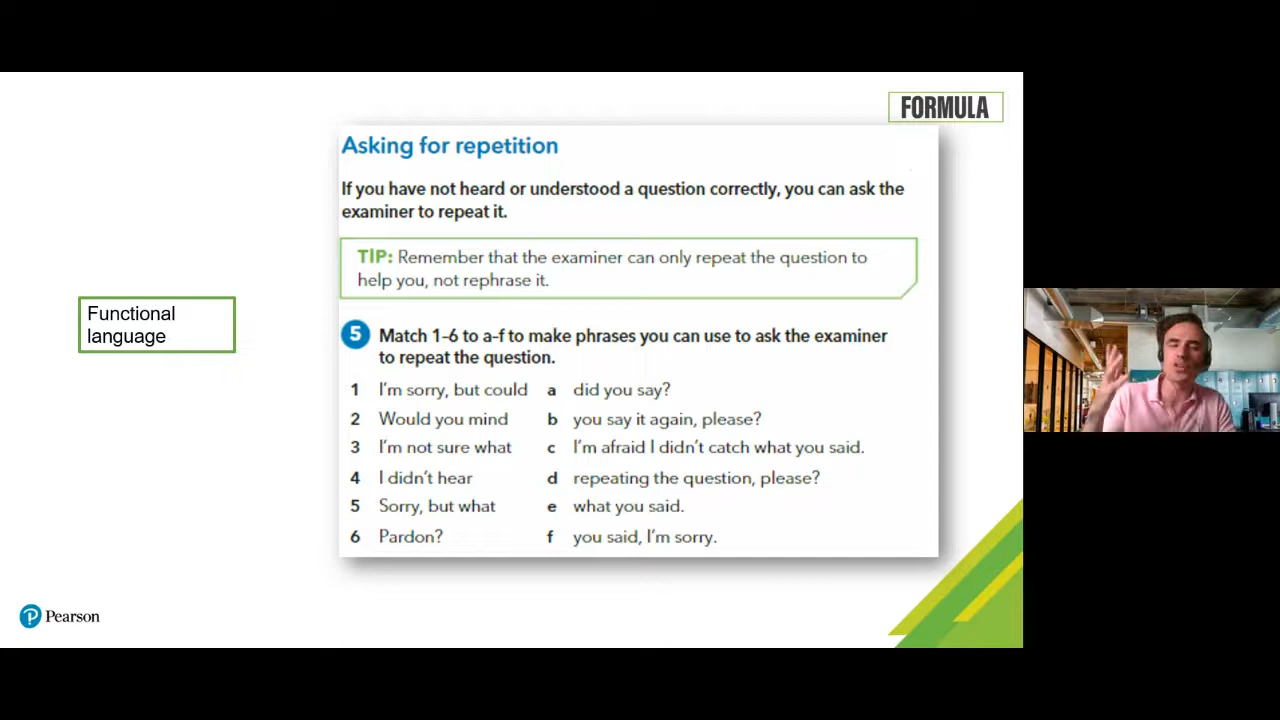 FORMULA
Asking for repetition
If you have not heard or understood a question correctly, you can ask the
examiner to repeat it.
TIP: Remember that the examiner can only repeat the question to
help you, not rephrase it.
Functional
language
5 Match 1-6 to a-f to make phrases you can use to ask the examiner
to repeat the question.
1 I'm sorry, but could a did you say?
2 Would you mind b you say it again, please?
3 I'm not sure what c I'm afraid I didn't catch what you said.
4 I didn't hear d repeating the question, please?
5 Sorry, but what e what you said.
6 Pardon? f you said, I'm sorry.
P Pearson